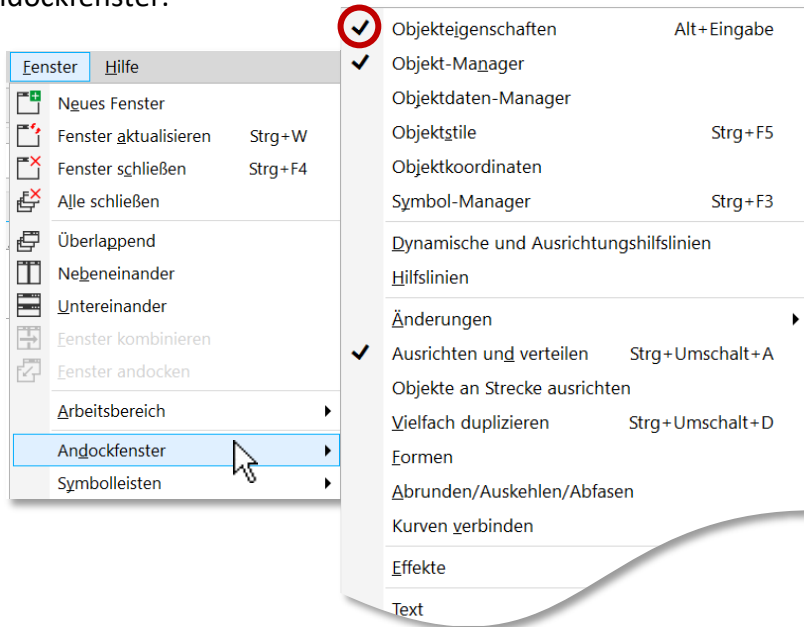 Fenster Hilfe
Neues Fenster
Fenster aktualisieren Strg+W
Fenster schließen Strg+F4
Alle schließen
Überlappend
Nebeneinander
Untereinander
Fenster kombinieren
Fenster andocken
Arbeitsbereich
Andockfenster
Symbolleisten
Objekteigenschaften Alt+Eingabe
Objekt-Manager
Objektdaten-Manager
Objektstile Strg+F5
Objektkoordinaten
Symbol-Manager Strg+F3
Dynamische und Ausrichtungshilfslinien
Hilfslinien
Änderungen
Ausrichten und verteilen Strg+Umschalt+A
Objekte an Strecke ausrichten
Vielfach duplizieren Strg+Umschalt+D
Formen
Abrunden/Auskehlen/Abfasen
Kurven verbinden
Effekte
Text